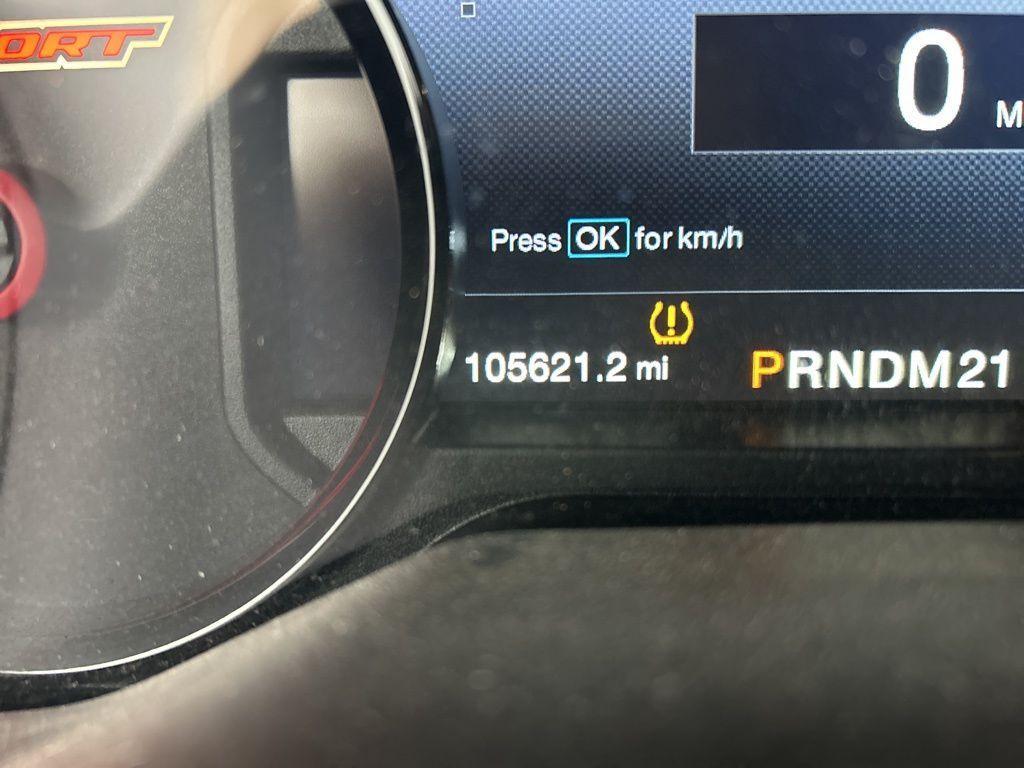 ORT
0 M
Press OK for km/h
105621.2 mi
PRNDM21